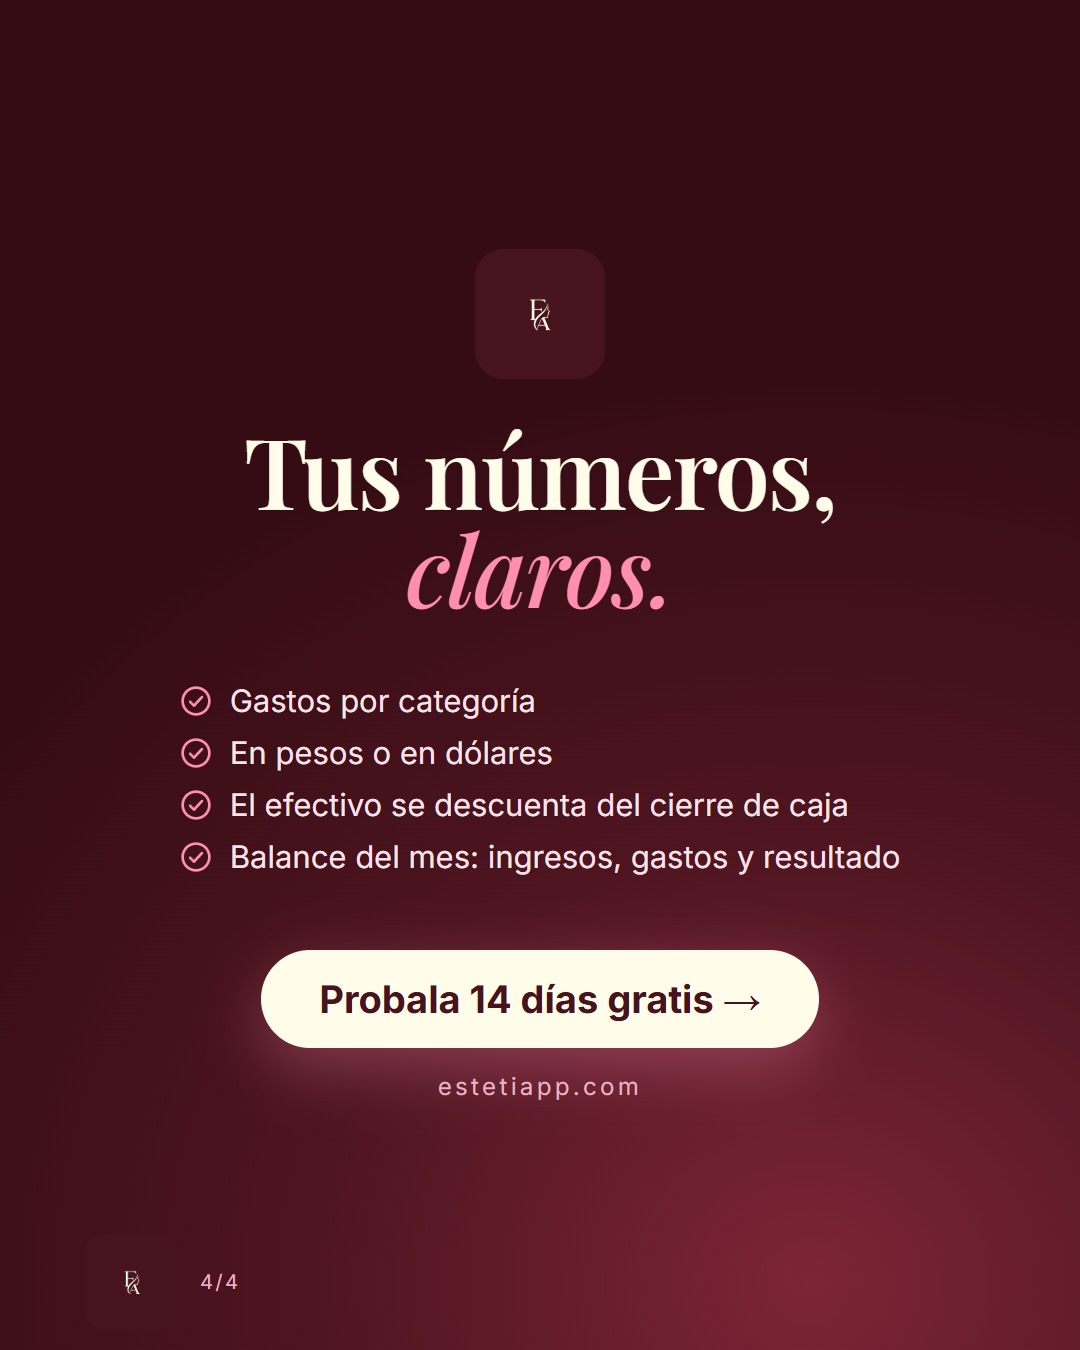 Tus números,
claros.
Gastos por categoría
En pesos o en dólares
El efectivo se descuenta del cierre de caja
Balance del mes: ingresos, gastos y resultado
Probala 14 días gratis →
estetiapp.com
4/4